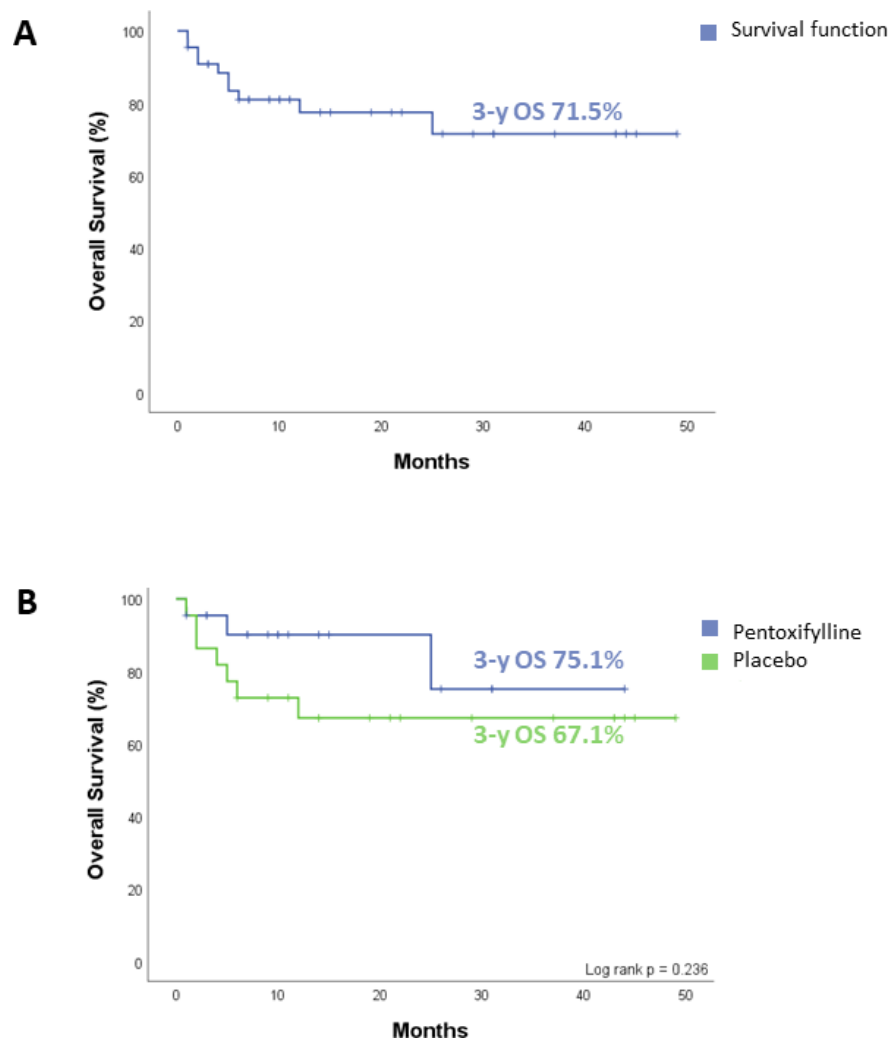 A
Survival function
100
80
60
40
20
0
Overall Survival (%)
3-y OS 71.5%
0 10 20 30 40 50
Months
B
Pentoxifylline
Placebo
100
80
60
40
20
0
Overall Survival (%)
3-y OS 75.1%
3-y OS 67.1%
Log rank p = 0.236
0 10 20 30 40 50
Months